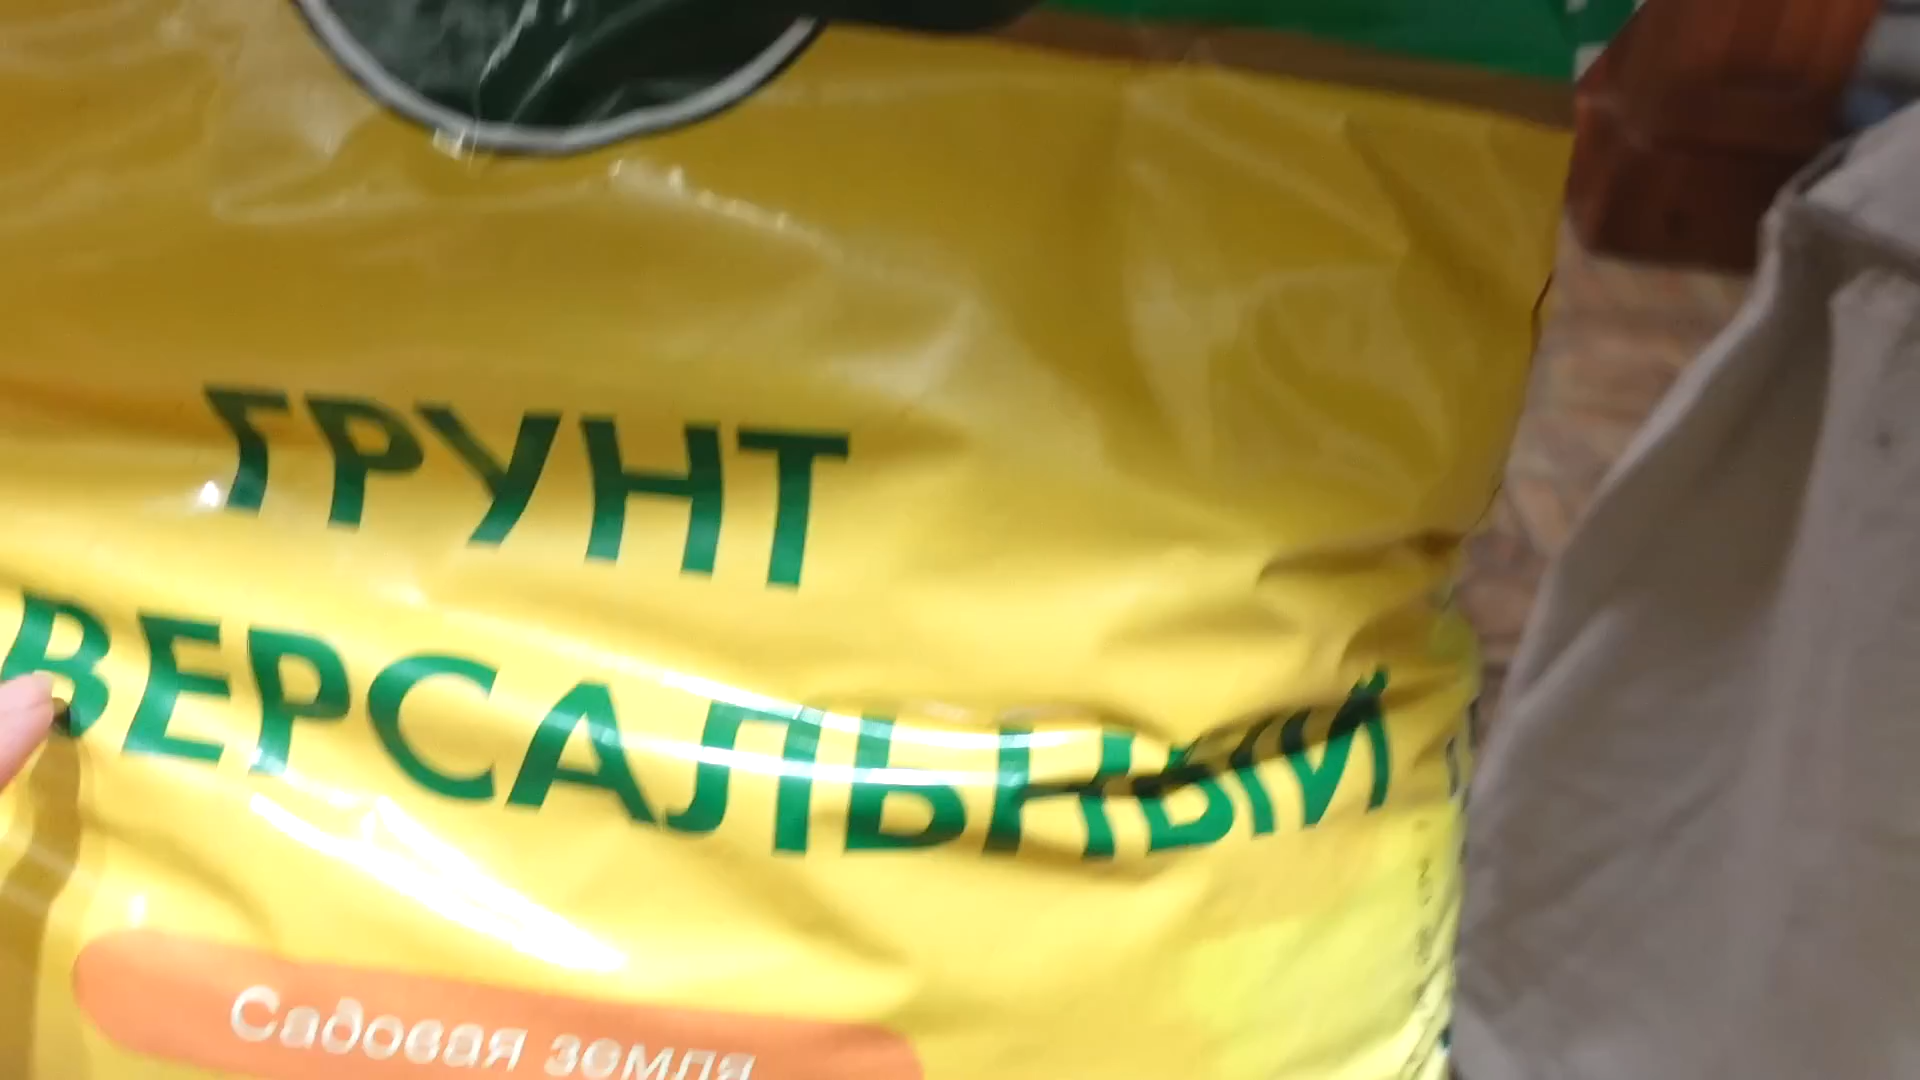 ГРУНТ
ВЕРСАЛЬНЫЙ
Садовая земля